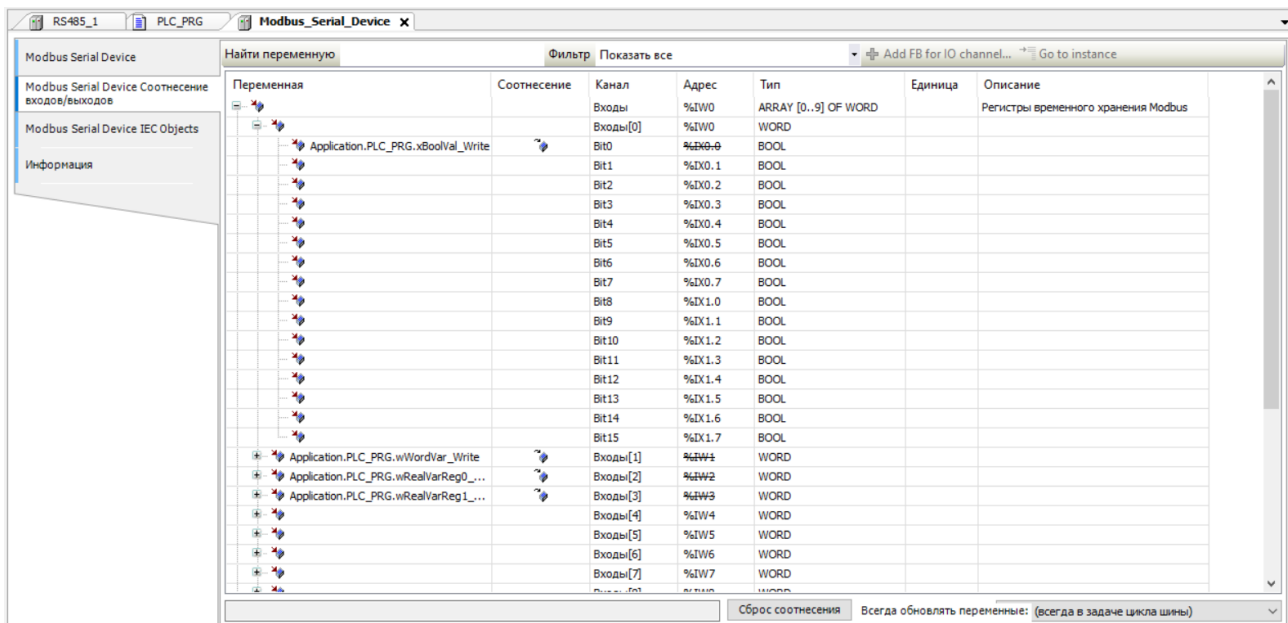 RS485_1 PLC_PRG Modbus_Serial_Device
Modbus Serial Device
Modbus Serial Device Соотнесение входов/выходов
Modbus Serial Device IEC Objects
Информация
Найти переменную Фильтр Показать все Add FB for IO channel... Go to instance
Переменная Соотнесение Канал Адрес Тип Единица Описание
Входы %IW0 ARRAY [0..9] OF WORD Регистры временного хранения Modbus
Входы[0] %IW0 WORD
Application.PLC_PRG.xBoolVal_Write Bit0 %IX0.0 BOOL
Bit1 %IX0.1 BOOL
Bit2 %IX0.2 BOOL
Bit3 %IX0.3 BOOL
Bit4 %IX0.4 BOOL
Bit5 %IX0.5 BOOL
Bit6 %IX0.6 BOOL
Bit7 %IX0.7 BOOL
Bit8 %IX1.0 BOOL
Bit9 %IX1.1 BOOL
Bit10 %IX1.2 BOOL
Bit11 %IX1.3 BOOL
Bit12 %IX1.4 BOOL
Bit13 %IX1.5 BOOL
Bit14 %IX1.6 BOOL
Bit15 %IX1.7 BOOL
Application.PLC_PRG.wWordVar_Write Входы[1] %IW1 WORD
Application.PLC_PRG.wRealVarReg0_... Входы[2] %IW2 WORD
Application.PLC_PRG.wRealVarReg1_... Входы[3] %IW3 WORD
Входы[4] %IW4 WORD
Входы[5] %IW5 WORD
Входы[6] %IW6 WORD
Входы[7] %IW7 WORD
Сброс соотнесения Всегда обновлять переменные: (всегда в задаче цикла шины)